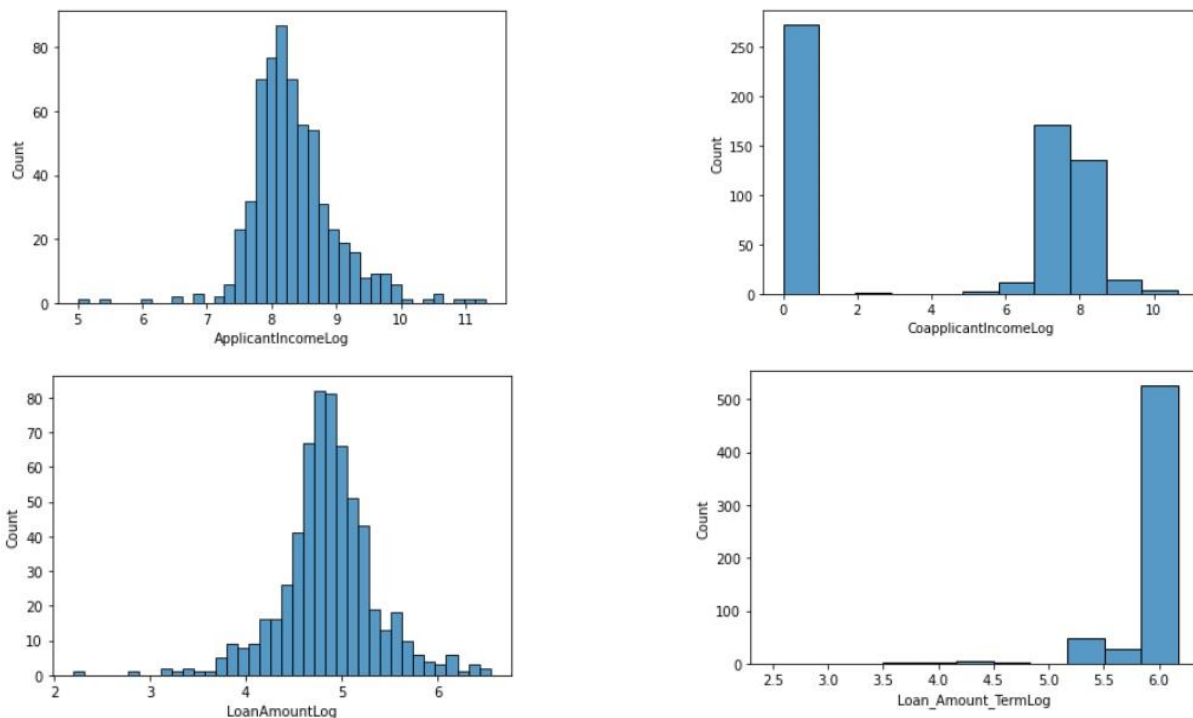 Count
80
60
40
20
0
5 6 7 8 9 10 11
ApplicantIncomeLog
Count
250
200
150
100
50
0
0 2 4 6 8 10
CoapplicantIncomeLog
Count
80
70
60
50
40
30
20
10
0
2 3 4 5 6
LoanAmountLog
Count
500
400
300
200
100
0
2.5 3.0 3.5 4.0 4.5 5.0 5.5 6.0
Loan_Amount_TermLog